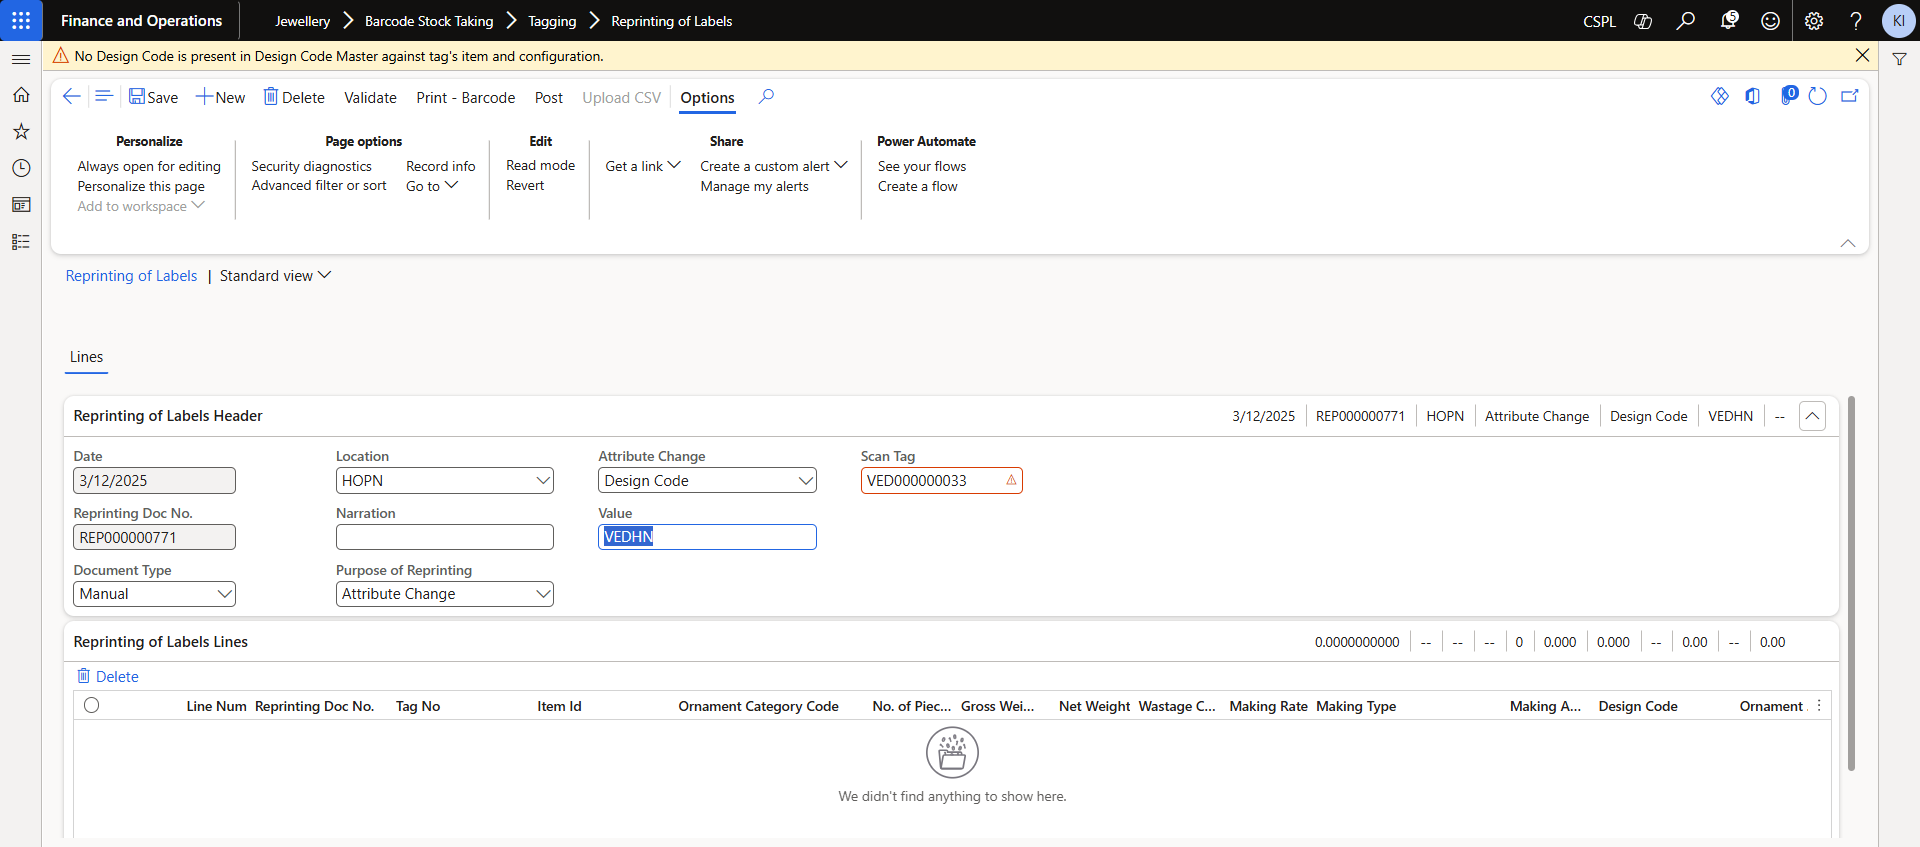 Finance and Operations
Jewellery > Barcode Stock Taking > Tagging > Reprinting of Labels
CSPL
5
KI
No Design Code is present in Design Code Master against tag's item and configuration.
Save New Delete Validate Print - Barcode Post Upload CSV Options
0
Personalize
Always open for editing
Personalize this page
Add to workspace
Page options
Security diagnostics
Advanced filter or sort
Record info
Go to
Edit
Read mode
Revert
Share
Get a link
Create a custom alert
Manage my alerts
Power Automate
See your flows
Create a flow
Reprinting of Labels | Standard view
Lines
Reprinting of Labels Header
3/12/2025 REP000000771 HOPN Attribute Change Design Code VEDHN --
Date
3/12/2025
Reprinting Doc No.
REP000000771
Document Type
Manual
Location
HOPN
Narration
Purpose of Reprinting
Attribute Change
Attribute Change
Design Code
Value
VEDHN
Scan Tag
VED000000033
Reprinting of Labels Lines
0.0000000000 -- -- -- 0 0.000 0.000 -- 0.00 -- 0.00
Delete
Line Num Reprinting Doc No. Tag No Item Id Ornament Category Code No. of Piec... Gross Wei... Net Weight Wastage C... Making Rate Making Type Making A... Design Code Ornament
We didn't find anything to show here.